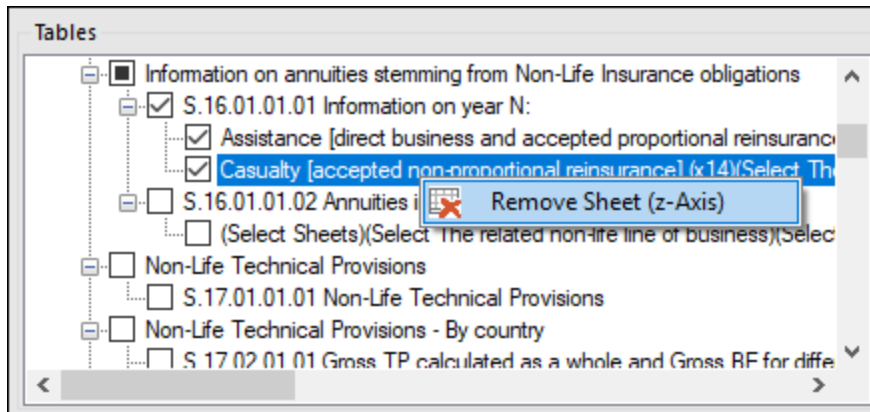 Tables
Information on annuities stemming from Non-Life Insurance obligations
S.16.01.01.01 Information on year N:
Assistance [direct business and accepted proportional reinsurance
Casualty [accepted non-proportional reinsurance] (x14)(Select The
Remove Sheet (z-Axis)
S.16.01.01.02 Annuities i
(Select Sheets)(Select The related non-life line of business)(Select
Non-Life Technical Provisions
S.17.01.01.01 Non-Life Technical Provisions
Non-Life Technical Provisions - By country
S.17.02.01.01 Gross TP calculated as a whole and Gross BE for differ